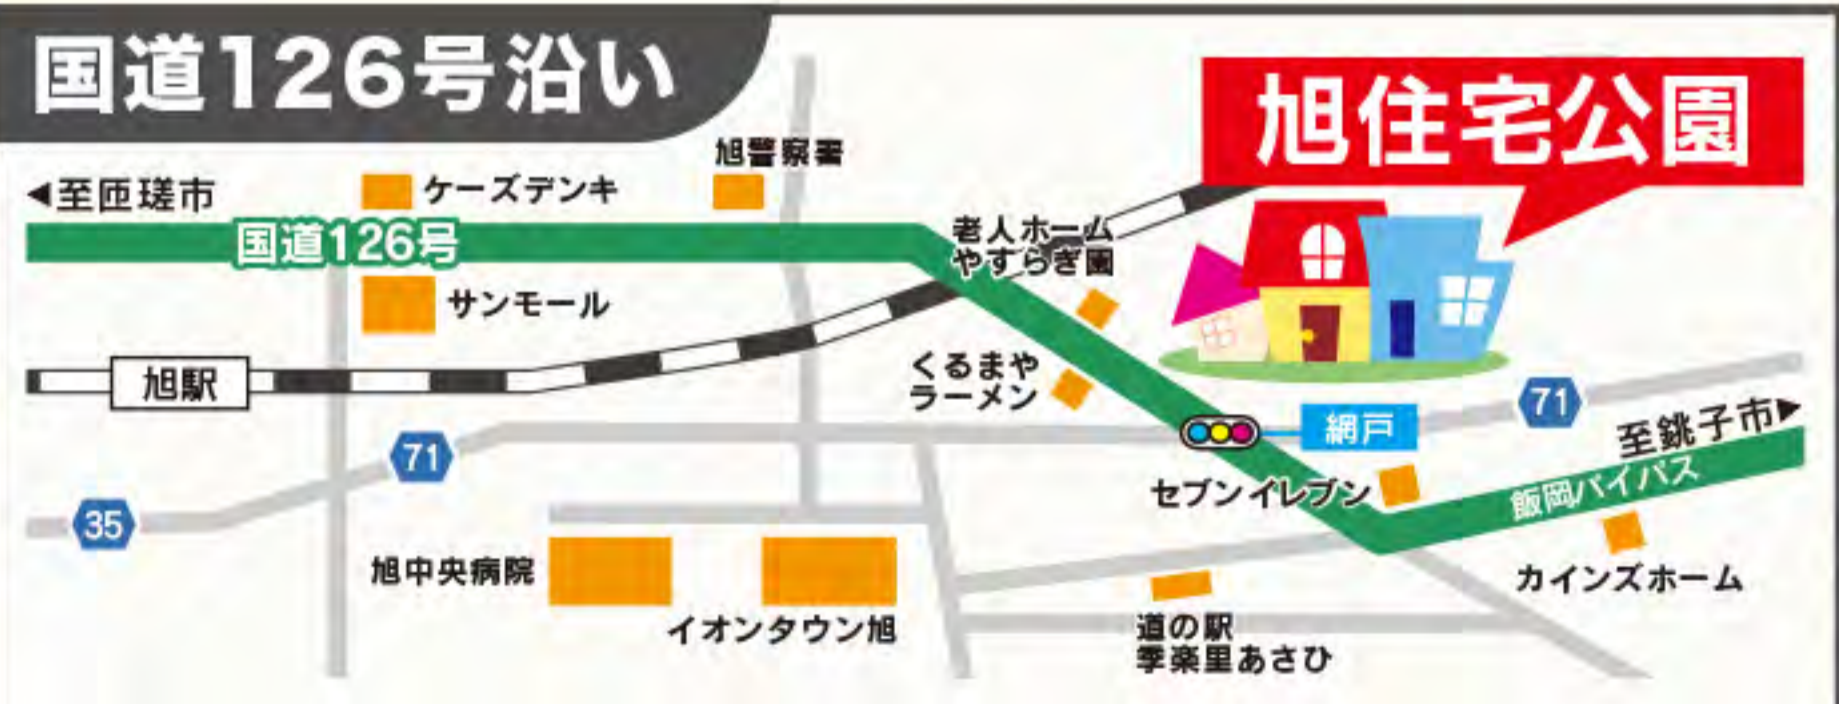 国道126号沿い
旭住宅公園
旭警察署
◀至匝瑳市
ケーズデンキ
国道126号
老人ホーム
やすらぎ園
サンモール
旭駅
くるまや
ラーメン
71
網戸
至銚子市▶
71
セブンイレブン
飯岡バイパス
35
旭中央病院
カインズホーム
イオンタウン旭
道の駅
季楽里あさひ